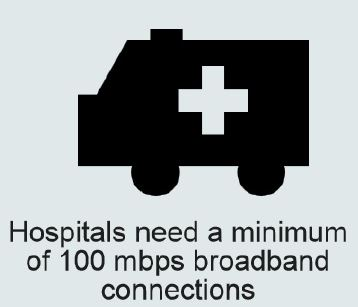 Hospitals need a minimum
of 100 mbps broadband
connections